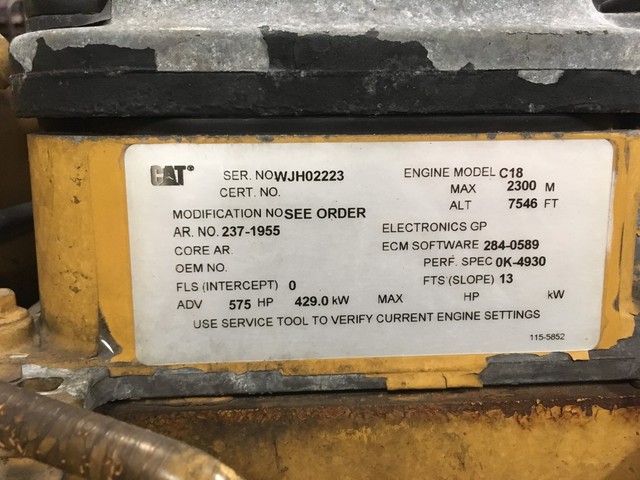 CAT
SER. NO WJH02223
ENGINE MODEL C18
CERT. NO.
MAX 2300 M
ALT 7546 FT
MODIFICATION NO SEE ORDER
AR. NO. 237-1955
ELECTRONICS GP
CORE AR.
ECM SOFTWARE 284-0589
OEM NO.
PERF. SPEC 0K-4930
FLS (INTERCEPT) 0
FTS (SLOPE) 13
ADV 575 HP 429.0 kW MAX HP kW
USE SERVICE TOOL TO VERIFY CURRENT ENGINE SETTINGS
115-5852